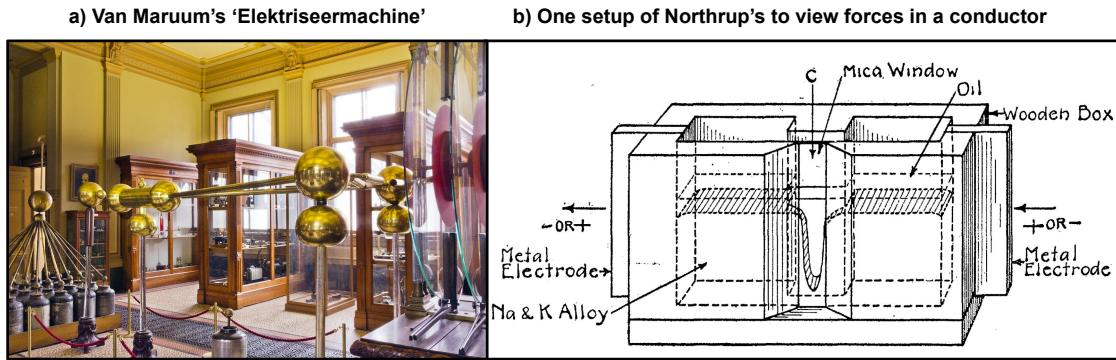 a) Van Maruum’s ‘Elektriseermachine’
b) One setup of Northrup’s to view forces in a conductor
C
Mica Window
Oil
Wooden Box
-OR+
+OR-
Metal
Electrode
Metal
Electrode
Na & K Alloy